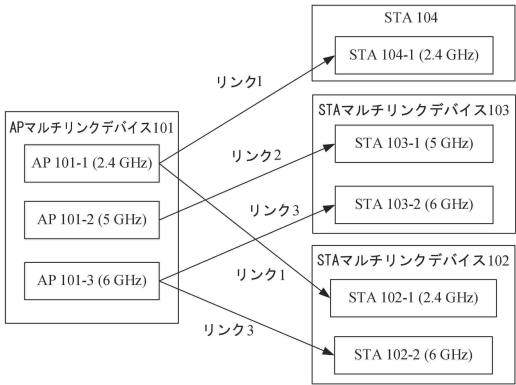 STA 104
STA 104-1 (2.4 GHz)
リンク1
APマルチリンクデバイス101
AP 101-1 (2.4 GHz)
AP 101-2 (5 GHz)
AP 101-3 (6 GHz)
リンク2
リンク3
リンク1
リンク3
STAマルチリンクデバイス103
STA 103-1 (5 GHz)
STA 103-2 (6 GHz)
STAマルチリンクデバイス102
STA 102-1 (2.4 GHz)
STA 102-2 (6 GHz)